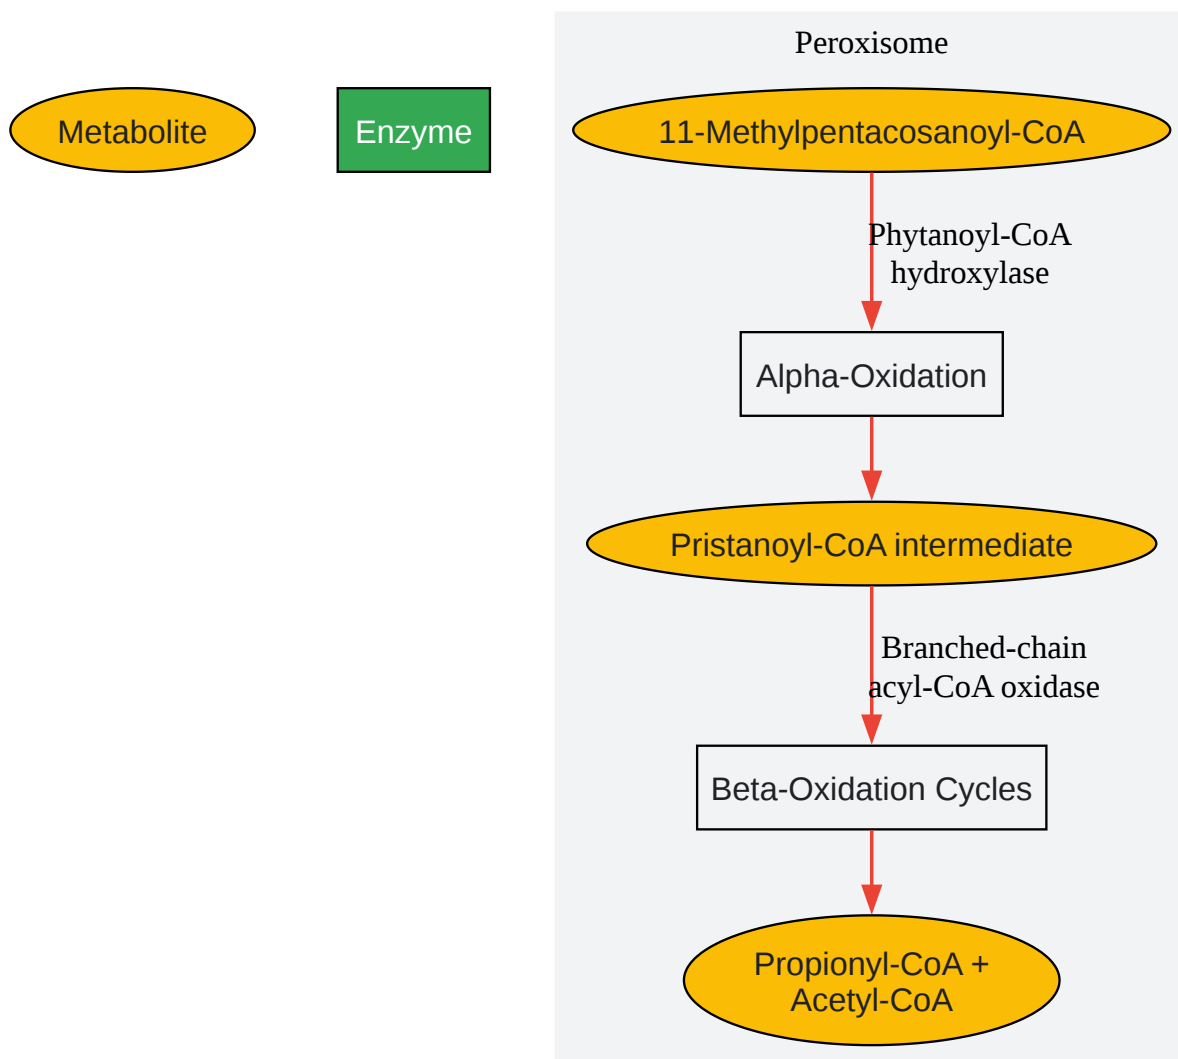 Peroxisome
Metabolite
Enzyme
11-Methylpentacosanoyl-CoA
Phytanoyl-CoA
hydroxylase
Alpha-Oxidation
Pristanoyl-CoA intermediate
Branched-chain
acyl-CoA oxidase
Beta-Oxidation Cycles
Propionyl-CoA +
Acetyl-CoA